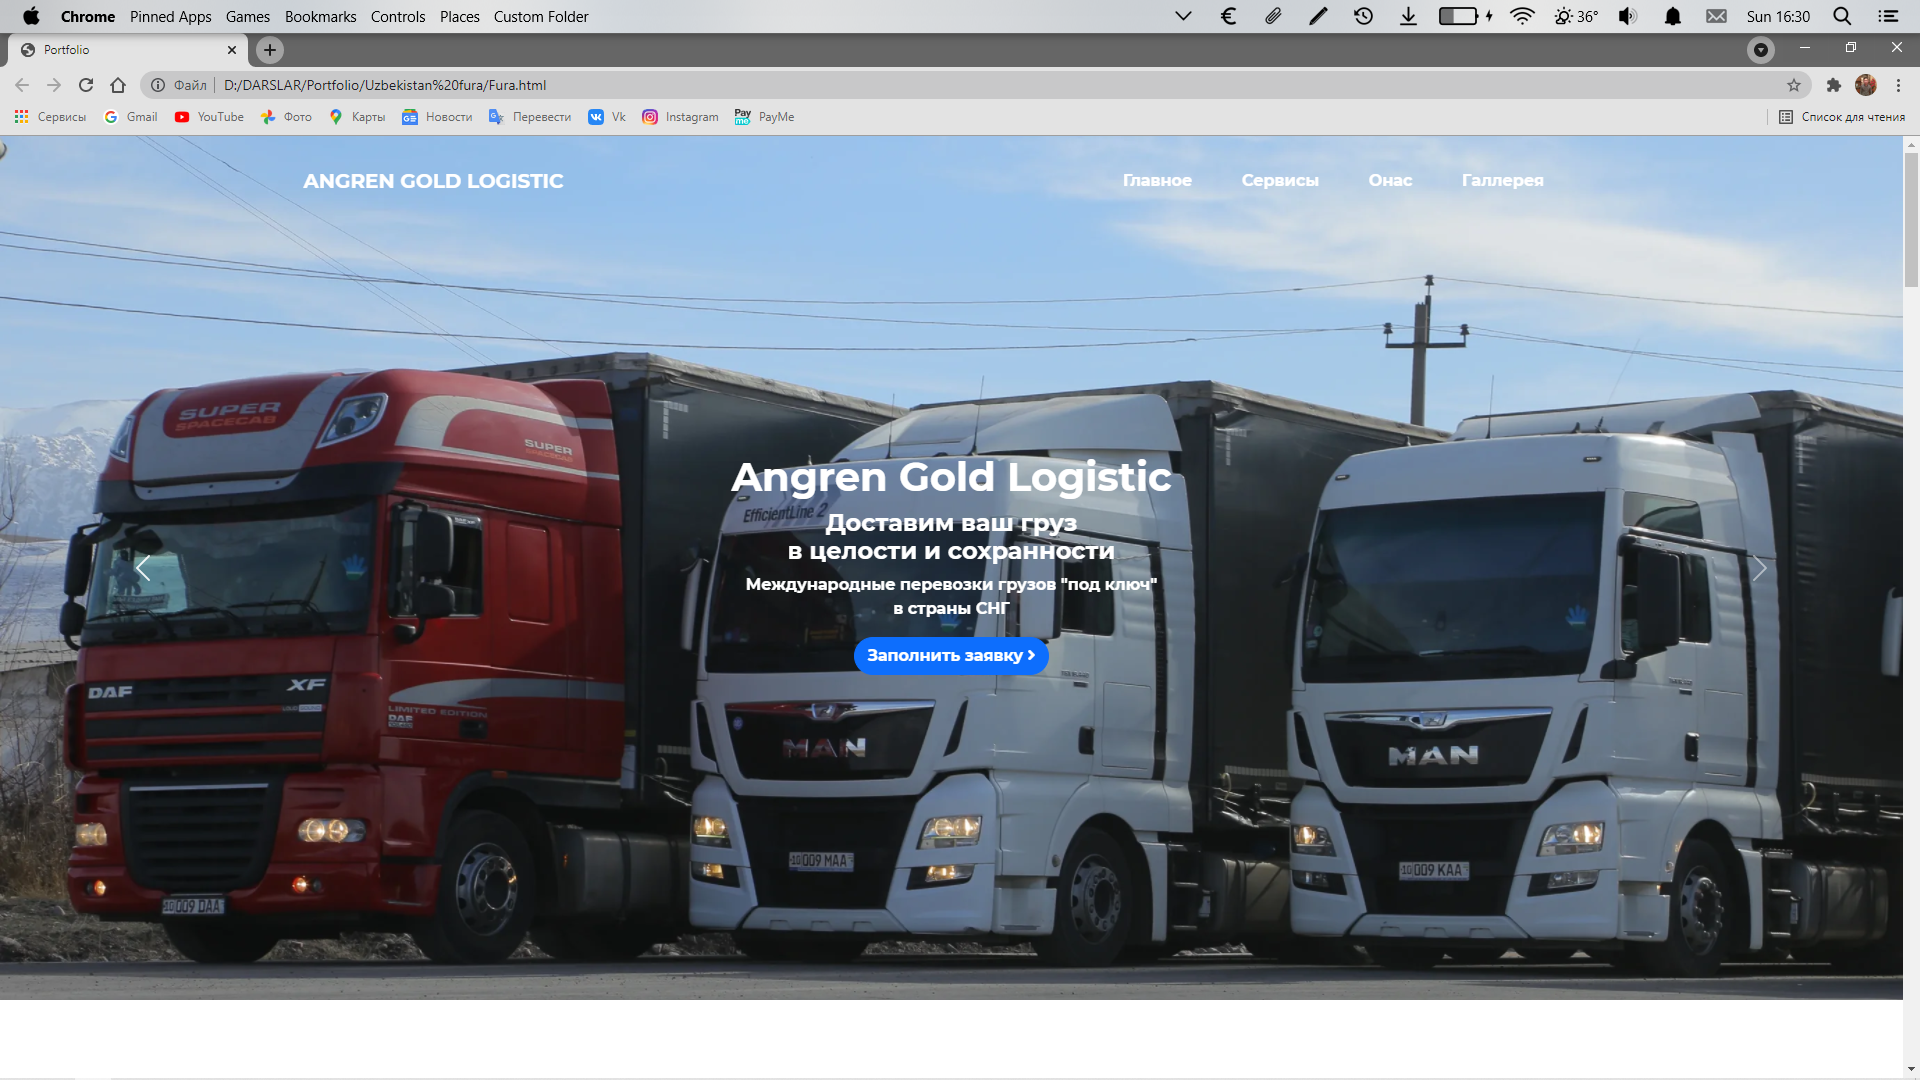 Chrome Pinned Apps Games Bookmarks Controls Places Custom Folder
36° Sun 16:30
Portfolio
Файл D:/DARSLAR/Portfolio/Uzbekistan%20fura/Fura.html
Сервисы Gmail YouTube Фото Карты Новости Перевести Vk Instagram PayMe Список для чтения
ANGREN GOLD LOGISTIC Главное Сервисы Онас Галлерея
SUPER
SPACECAB
SUPER
SPACECAB
Angren Gold Logistic
EfficientLine 2
Доставим ваш груз
в целости и сохранности
Международные перевозки грузов "под ключ"
в страны СНГ
Заполнить заявку
DAF XF
LIMITED EDITION
DAF
MAN
MAN
10 009 DAA
10 009 MAA
10 009 KAA